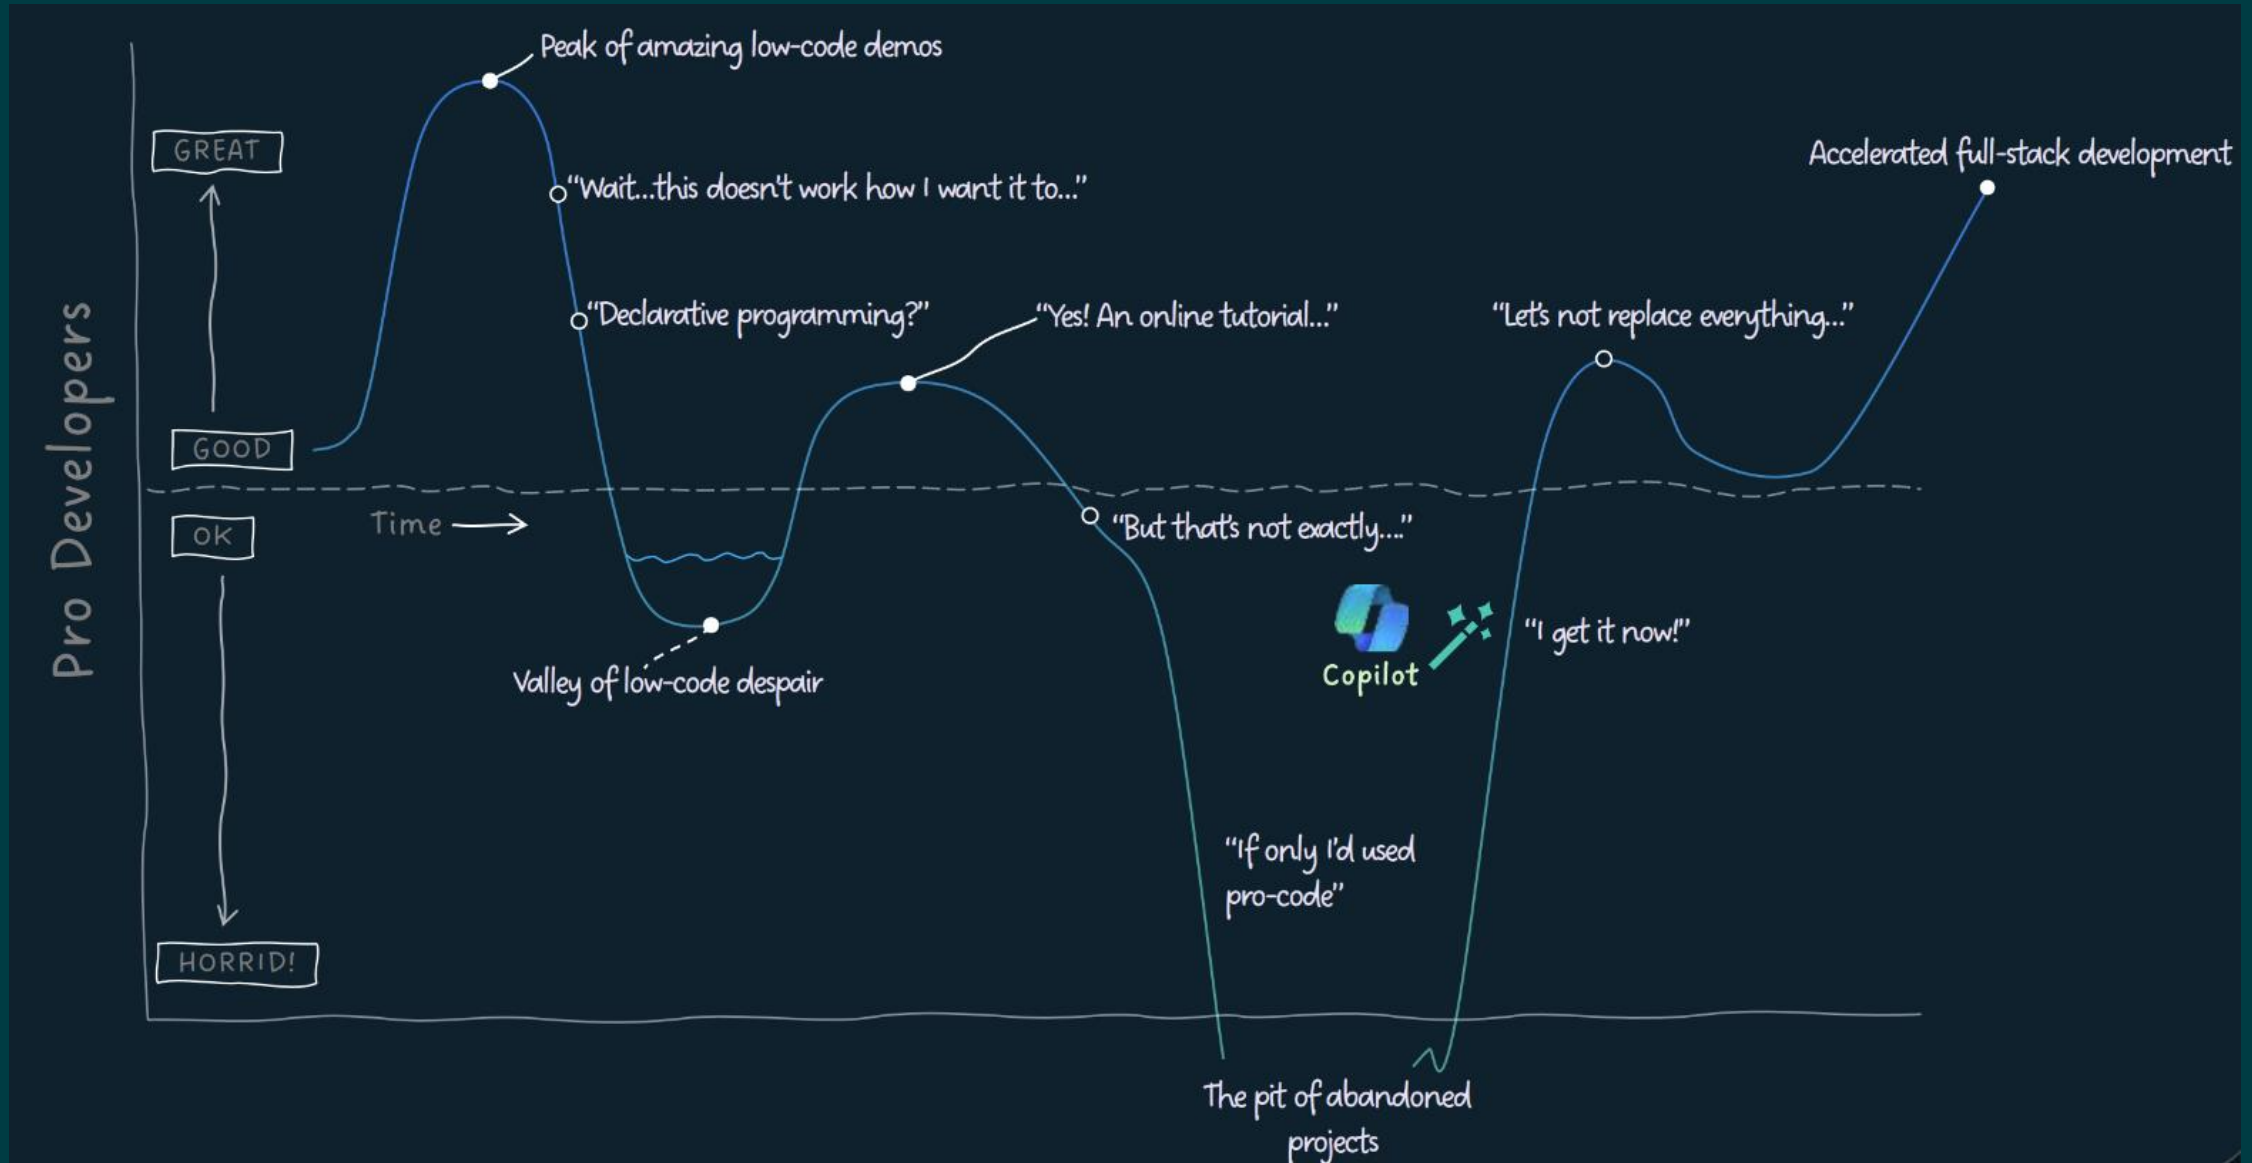 Peak of amazing low-code demos
GREAT
Accelerated full-stack development
“Wait...this doesn't work how I want it to...”
“Declarative programming?”
“Yes! An online tutorial...”
“Let's not replace everything...”
Pro Developers
GOOD
OK
Time
“But that's not exactly....”
“I get it now!”
Copilot
Valley of low-code despair
“If only I'd used
pro-code”
HORRID!
The pit of abandoned
projects